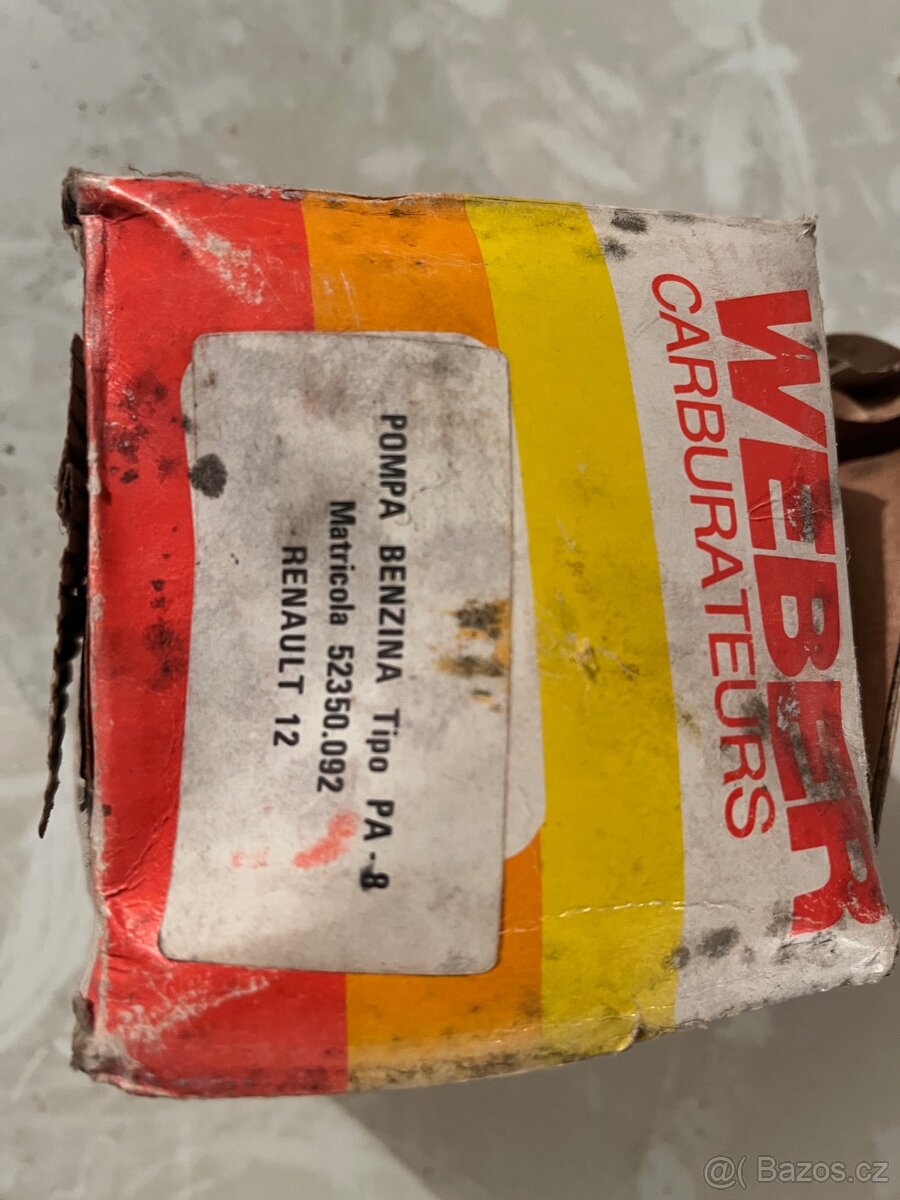 WEBER
CARBURATEURS
POMPA BENZINA Tipo PA-8
Matricola 52350.092
RENAULT 12
@( Bazos.cz